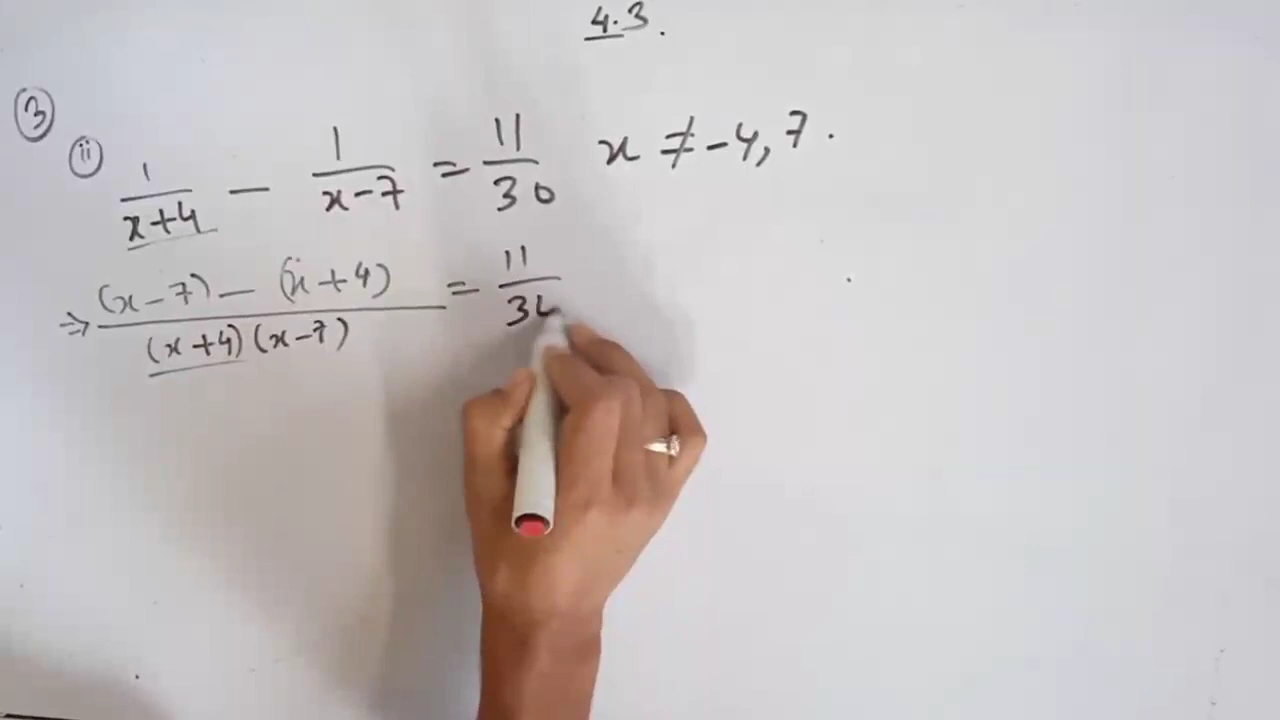 4.3.
③
ⓘⓘ 1/(x+4) - 1/(x-7) = 11/30 x ≠ -4, 7.
⇒ ((x-7) - (x+4))/((x+4)(x-7)) = 11/3